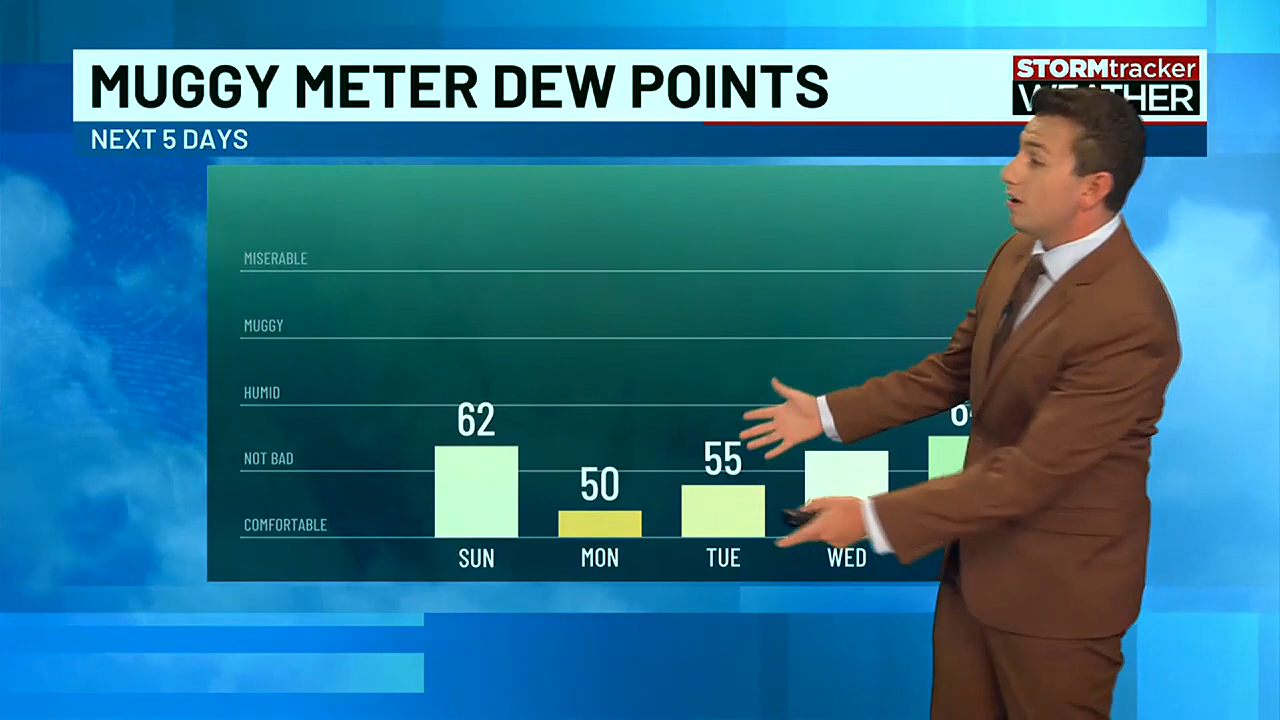 MUGGY METER DEW POINTS
STORMtracker
WEATHER
NEXT 5 DAYS
MISERABLE
MUGGY
HUMID
NOT BAD
COMFORTABLE
62
50
55
SUN
MON
TUE
WED